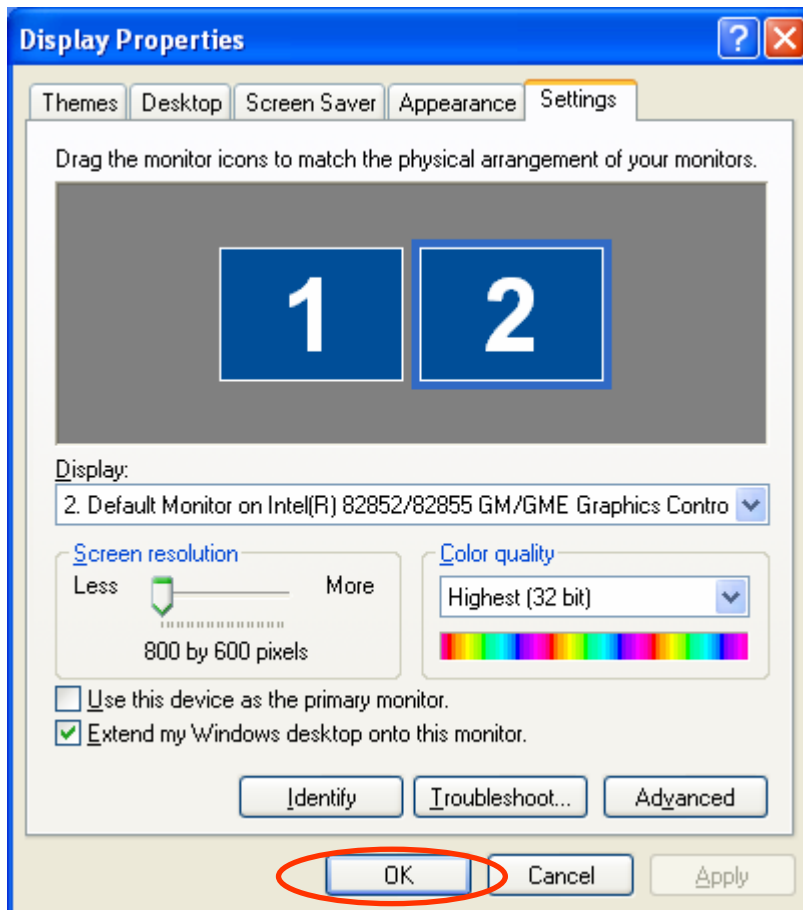 Display Properties
Themes Desktop Screen Saver Appearance Settings
Drag the monitor icons to match the physical arrangement of your monitors.
1 2
Display:
2. Default Monitor on Intel(R) 82852/82855 GM/GME Graphics Contro
Screen resolution
Less More
800 by 600 pixels
Color quality
Highest (32 bit)
Use this device as the primary monitor.
Extend my Windows desktop onto this monitor.
Identify Troubleshoot... Advanced
OK Cancel Apply